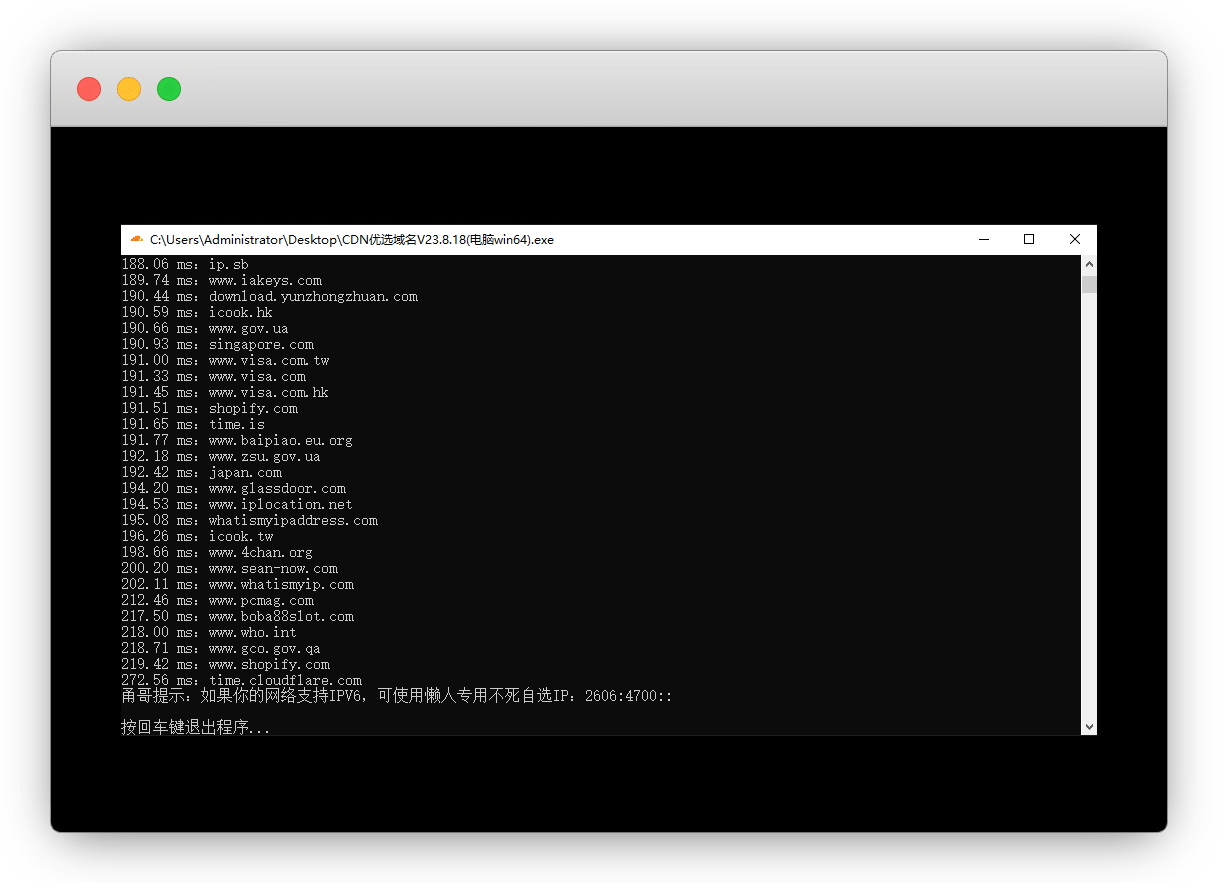 C:\Users\Administrator\Desktop\CDN优选域名V23.8.18(电脑win64).exe
188.06 ms：ip.sb
189.74 ms：www.iakeys.com
190.44 ms：download.yunzhongzhuan.com
190.59 ms：icook.hk
190.66 ms：www.gov.ua
190.93 ms：singapore.com
191.00 ms：www.visa.com.tw
191.33 ms：www.visa.com
191.45 ms：www.visa.com.hk
191.51 ms：shopify.com
191.65 ms：time.is
191.77 ms：www.baipiao.eu.org
192.18 ms：www.zsu.gov.ua
192.42 ms：japan.com
194.20 ms：www.glassdoor.com
194.53 ms：www.iplocation.net
195.08 ms：whatismyipaddress.com
196.26 ms：icook.tw
198.66 ms：www.4chan.org
200.20 ms：www.sean-now.com
202.11 ms：www.whatismyip.com
212.46 ms：www.pcmag.com
217.50 ms：www.boba88slot.com
218.00 ms：www.who.int
218.71 ms：www.gco.gov.qa
219.42 ms：www.shopify.com
272.56 ms：time.cloudflare.com
甬哥提示：如果你的网络支持IPV6，可使用懒人专用不死自选IP：2606:4700::
按回车键退出程序...